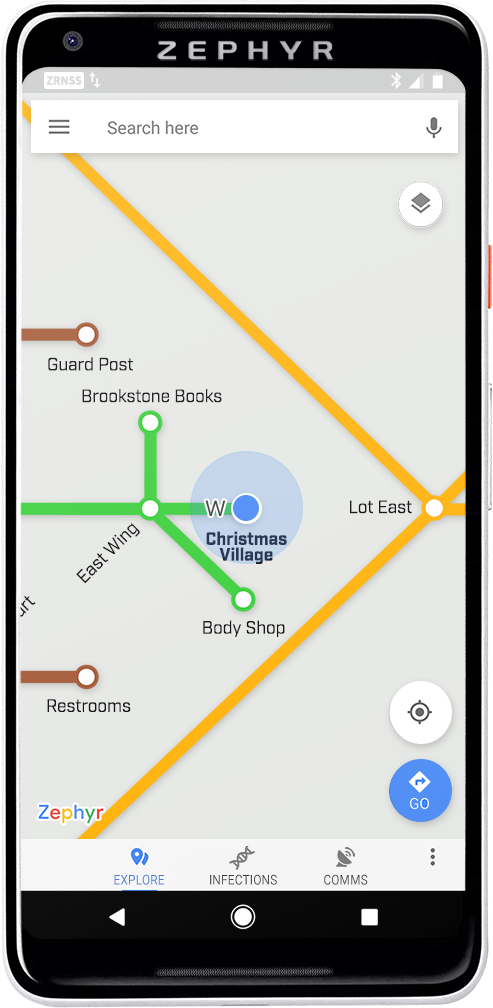 ZEPHYR
ZRNSS
Search here
Guard Post
Brookstone Books
W
Lot East
Christmas
Village
East Wing
urt
Body Shop
Restrooms
Zephyr
GO
EXPLORE
INFECTIONS
COMMS